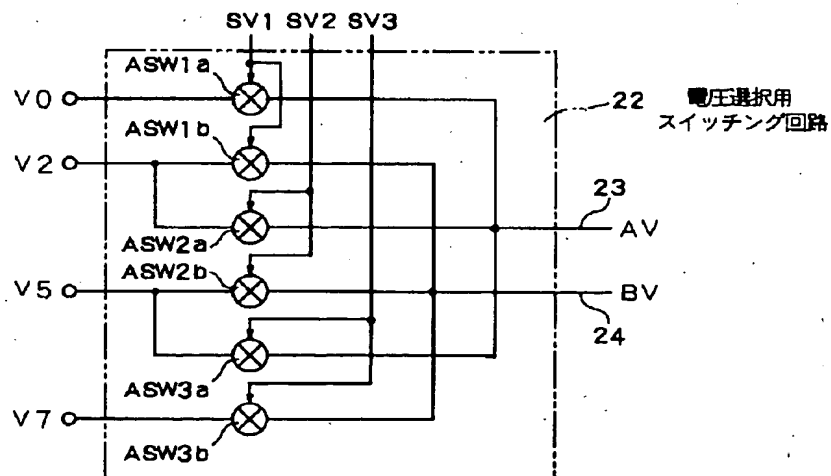 SV1 SV2 SV3
ASW1a
V0
ASW1b
22
電圧選択用
スイッチング回路
V2
23
ASW2a
AV
ASW2b
V5
BV
24
ASW3a
V7
ASW3b